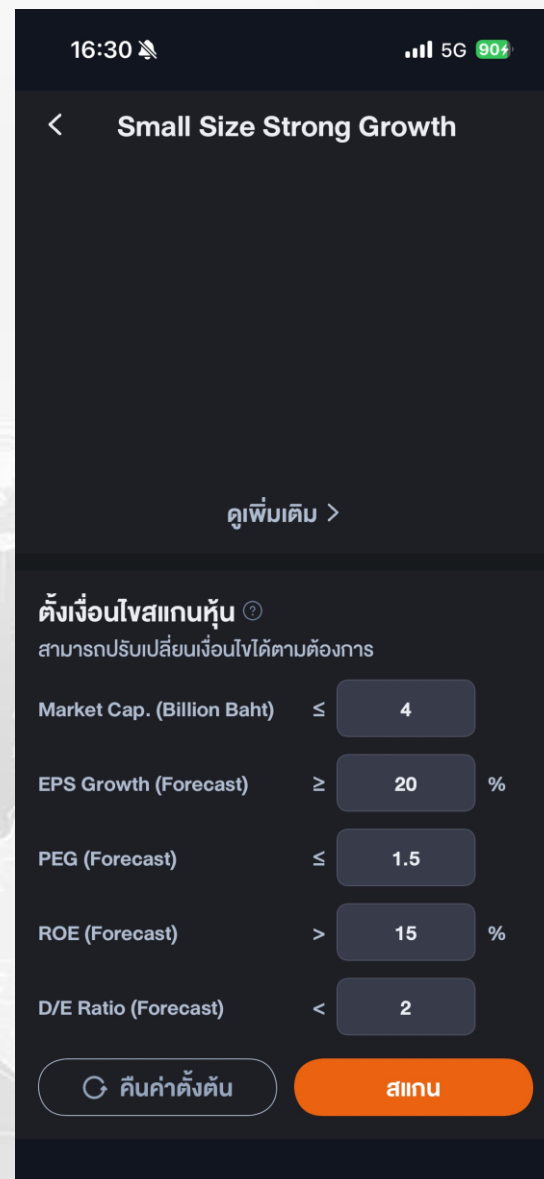 16:30
5G 90
Small Size Strong Growth
ดูเพิ่มเติม >
ตั้งเงื่อนไขสแกนหุ้น ?
สามารถปรับเปลี่ยนเงื่อนไขได้ตามต้องการ
Market Cap. (Billion Baht) ≤ 4
EPS Growth (Forecast) ≥ 20 %
PEG (Forecast) ≤ 1.5
ROE (Forecast) > 15 %
D/E Ratio (Forecast) < 2
คืนค่าตั้งต้น
สแกน